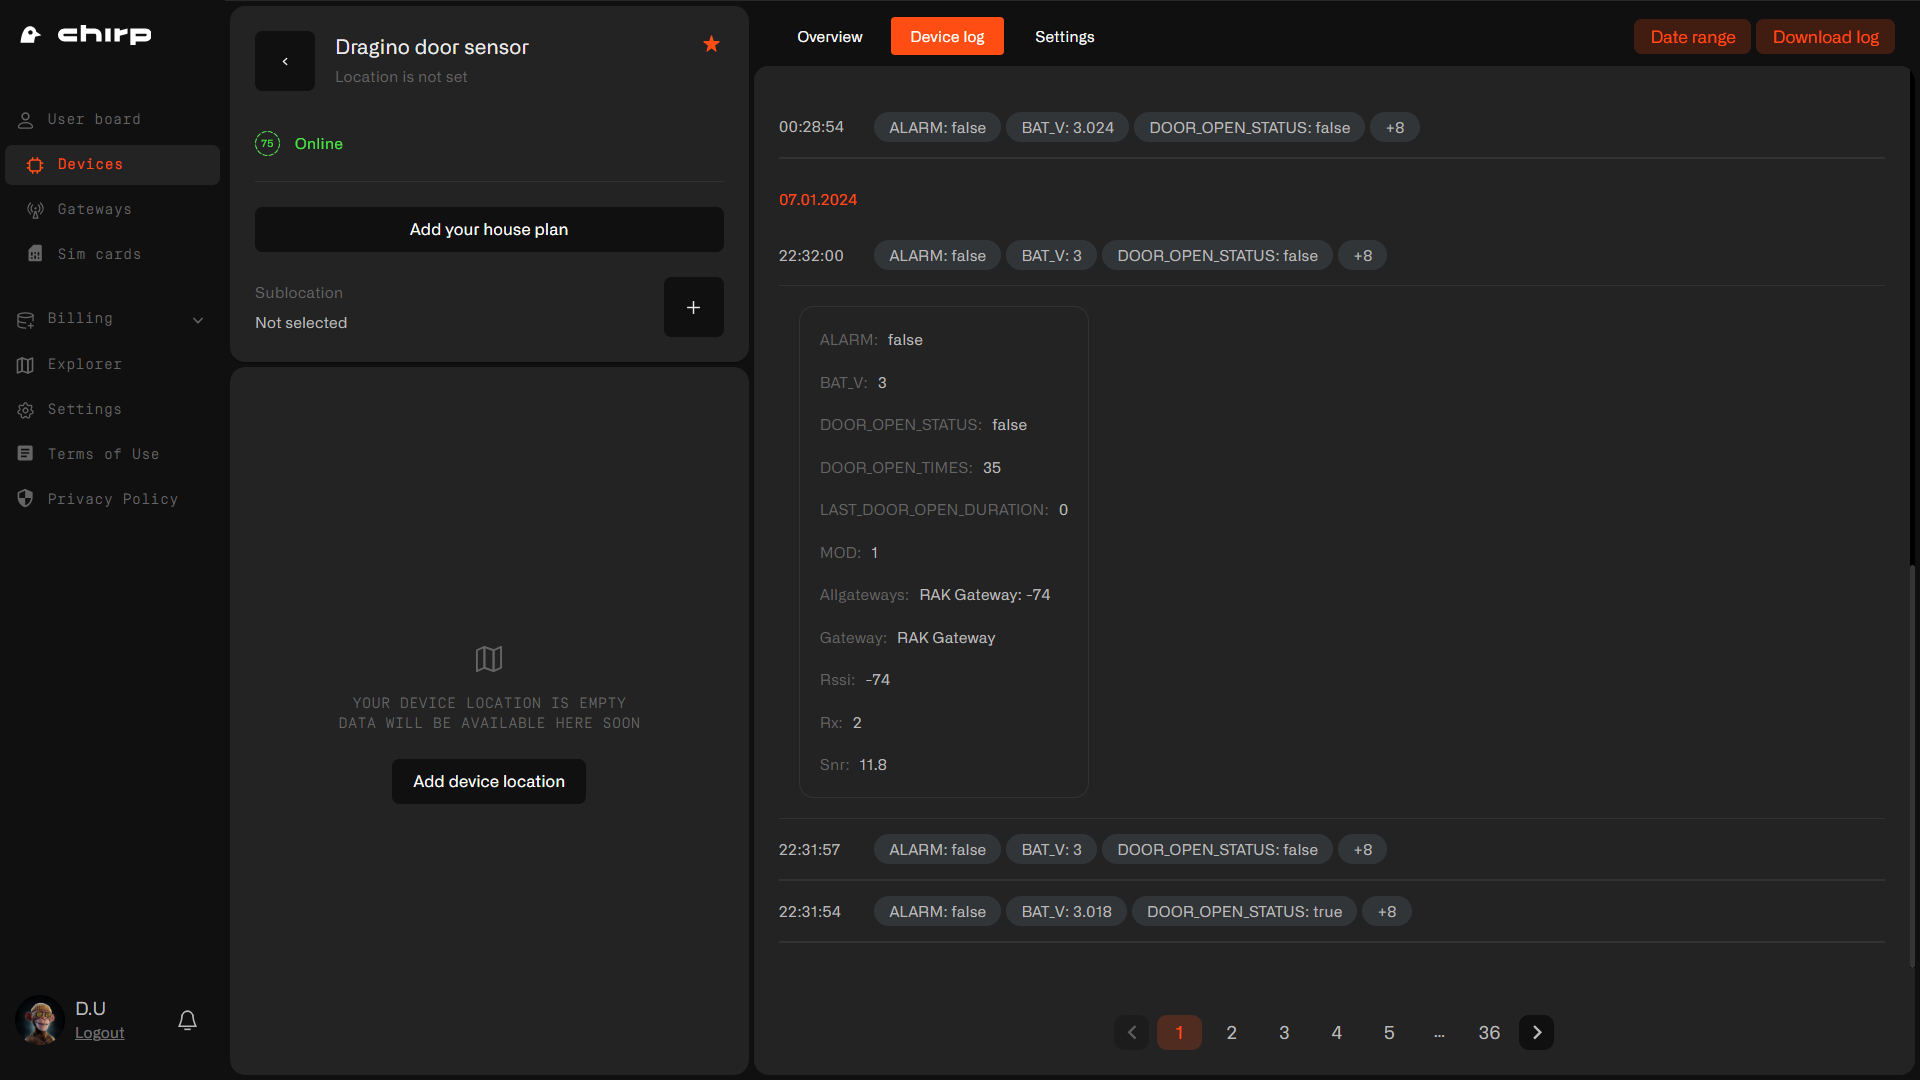 chirp
User board
Devices
Gateways
Sim cards
Billing
Explorer
Settings
Terms of Use
Privacy Policy
D.U
Logout
Dragino door sensor
Location is not set
75 Online
Add your house plan
Sublocation
Not selected
+
YOUR DEVICE LOCATION IS EMPTY
DATA WILL BE AVAILABLE HERE SOON
Add device location
Overview Device log Settings Date range Download log
00:28:54 ALARM: false BAT_V: 3.024 DOOR_OPEN_STATUS: false +8
07.01.2024
22:32:00 ALARM: false BAT_V: 3 DOOR_OPEN_STATUS: false +8
ALARM: false
BAT_V: 3
DOOR_OPEN_STATUS: false
DOOR_OPEN_TIMES: 35
LAST_DOOR_OPEN_DURATION: 0
MOD: 1
Allgateways: RAK Gateway: -74
Gateway: RAK Gateway
Rssi: -74
Rx: 2
Snr: 11.8
22:31:57 ALARM: false BAT_V: 3 DOOR_OPEN_STATUS: false +8
22:31:54 ALARM: false BAT_V: 3.018 DOOR_OPEN_STATUS: true +8
1 2 3 4 5 ... 36